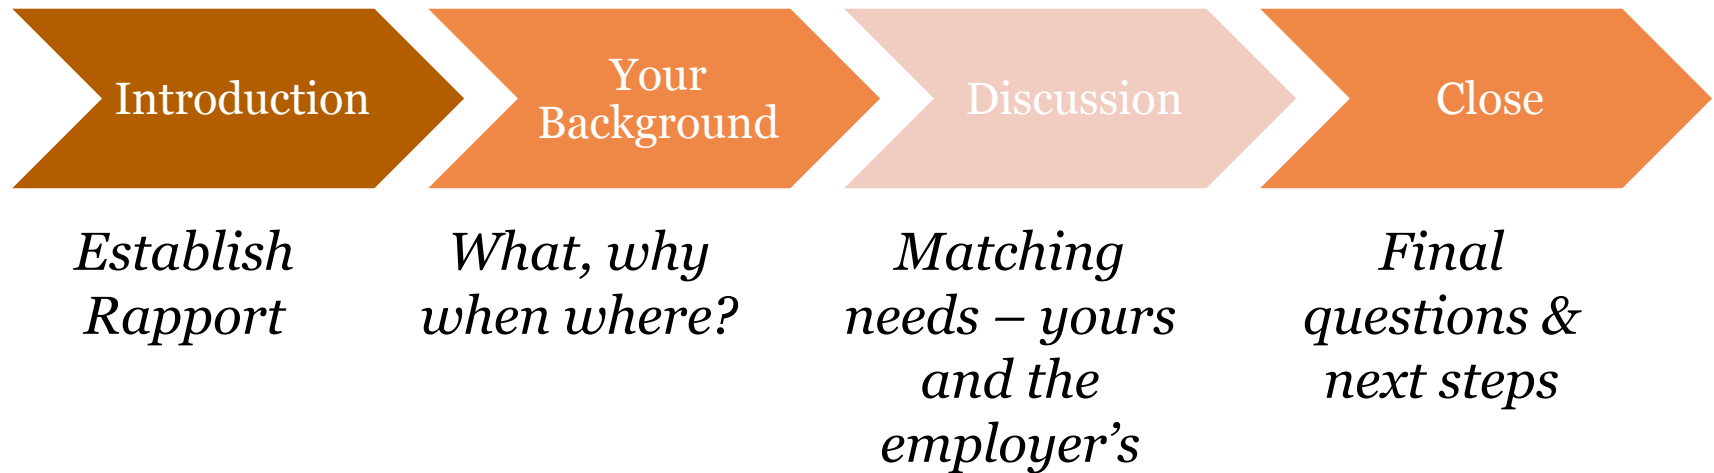 Introduction
Your
Background
Discussion
Close
Establish
Rapport
What, why
when where?
Matching
needs – yours
and the
employer’s
Final
questions &
next steps